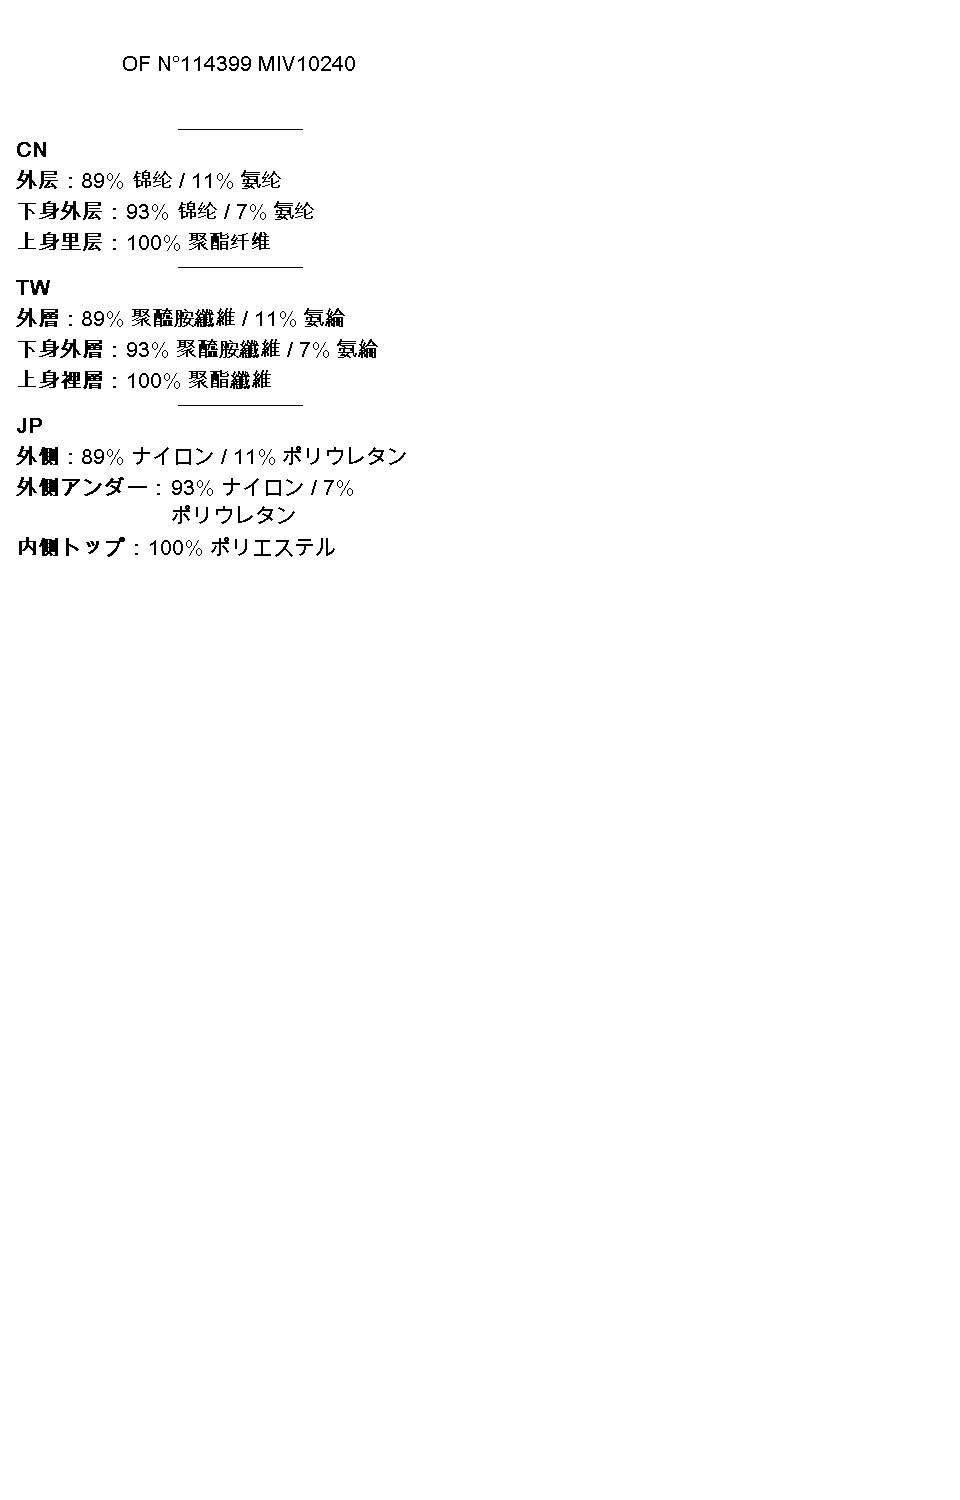 OF N°114399 MIV10240
CN
外层 : 89% 锦纶 / 11% 氨纶
下身外层 : 93% 锦纶 / 7% 氨纶
上身里层 : 100% 聚酯纤维
TW
外層 : 89% 聚醯胺纖維 / 11% 氨綸
下身外層 : 93% 聚醯胺纖維 / 7% 氨綸
上身裡層 : 100% 聚酯纖維
JP
外側 : 89% ナイロン / 11% ポリウレタン
外側アンダー : 93% ナイロン / 7%
ポリウレタン
内側トップ : 100% ポリエステル